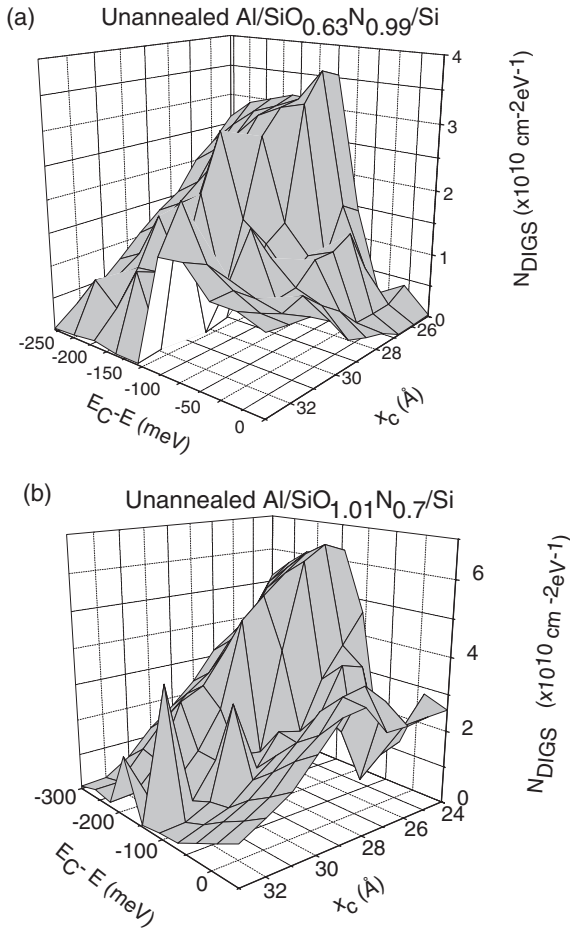 (a)
Unannealed Al/SiO0.63N0.99/Si
4
3
2
1
0
NDIGS (x1010 cm-2eV-1)
-250
-200
-150
-100
-50
0
EC-E (meV)
32
30
28
26
xc (Å)
(b)
Unannealed Al/SiO1.01N0.7/Si
6
4
2
0
NDIGS (x1010 cm-2eV-1)
-300
-200
-100
0
EC-E (meV)
32
30
28
26
24
xc (Å)